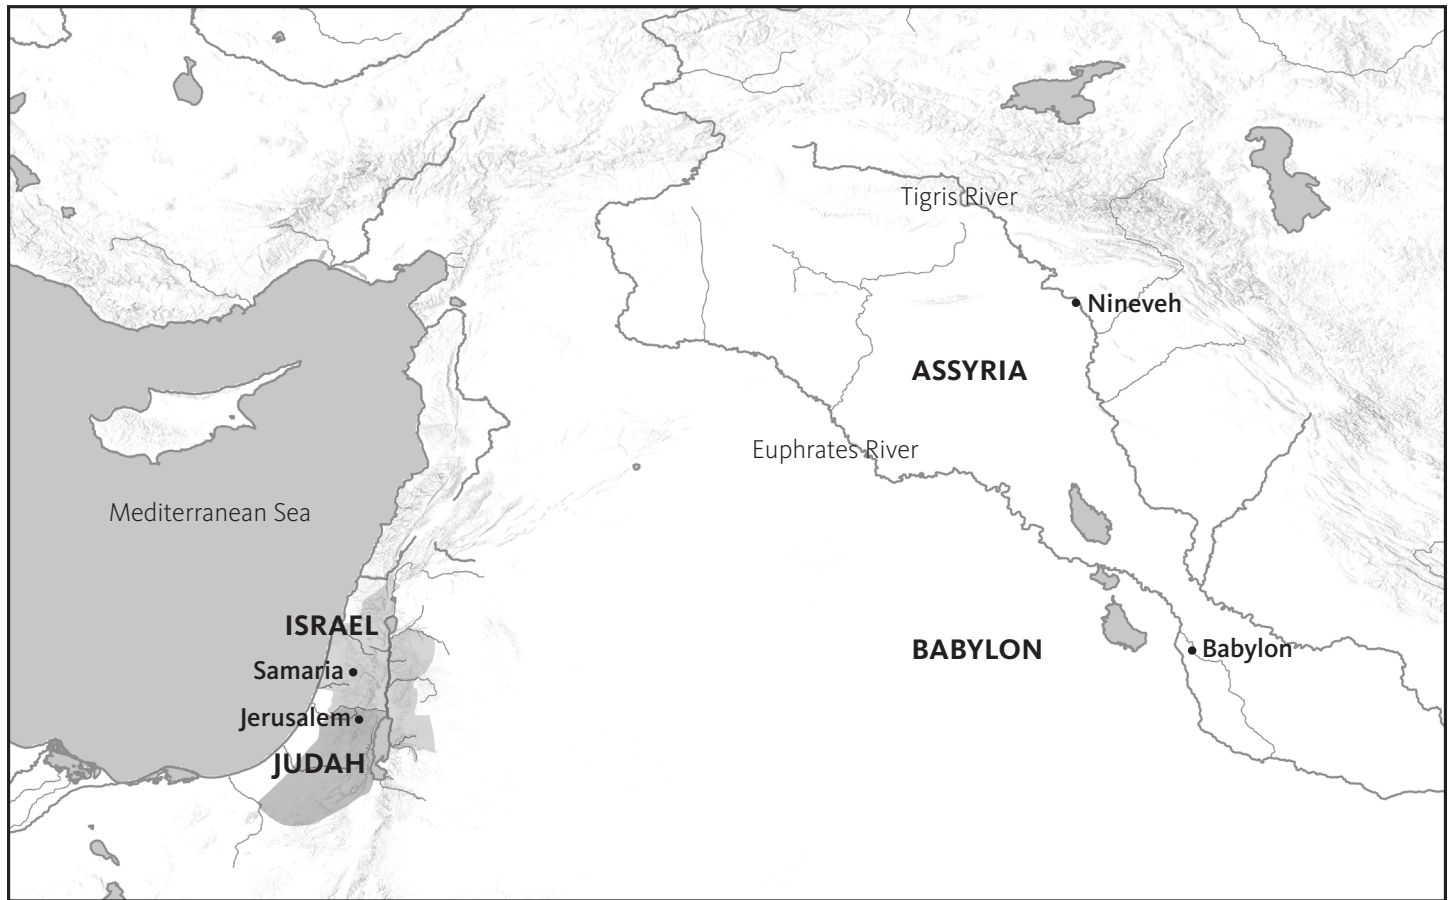 Tigris River
Nineveh
ASSYRIA
Euphrates River
Mediterranean Sea
ISRAEL
BABYLON
Babylon
Samaria
Jerusalem
JUDAH